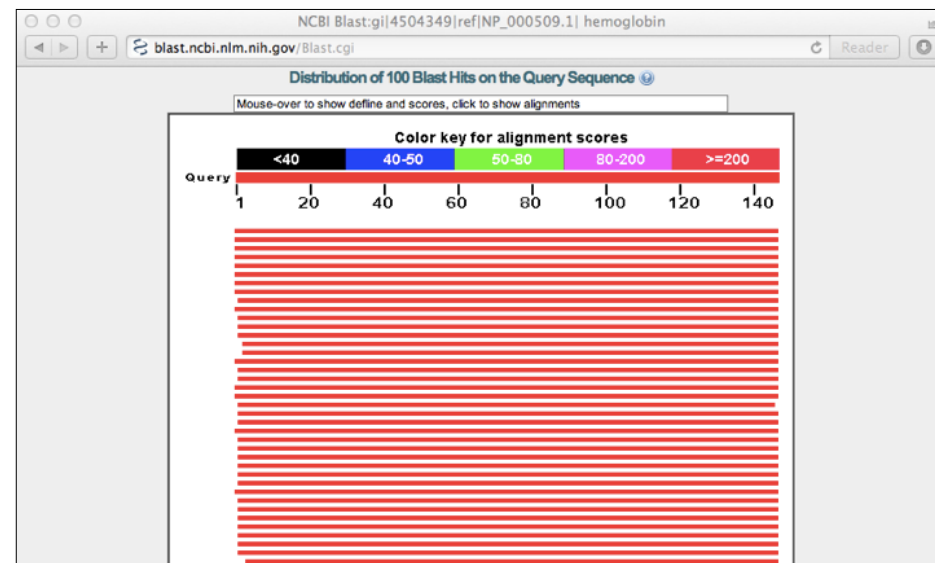 NCBI Blast:gi|4504349|ref|NP_000509.1| hemoglobin
blast.ncbi.nlm.nih.gov/Blast.cgi
Reader
Distribution of 100 Blast Hits on the Query Sequence
Mouse-over to show defline and scores, click to show alignments
Color key for alignment scores
<40 40-50 50-80 80-200 >=200
Query
1 20 40 60 80 100 120 140